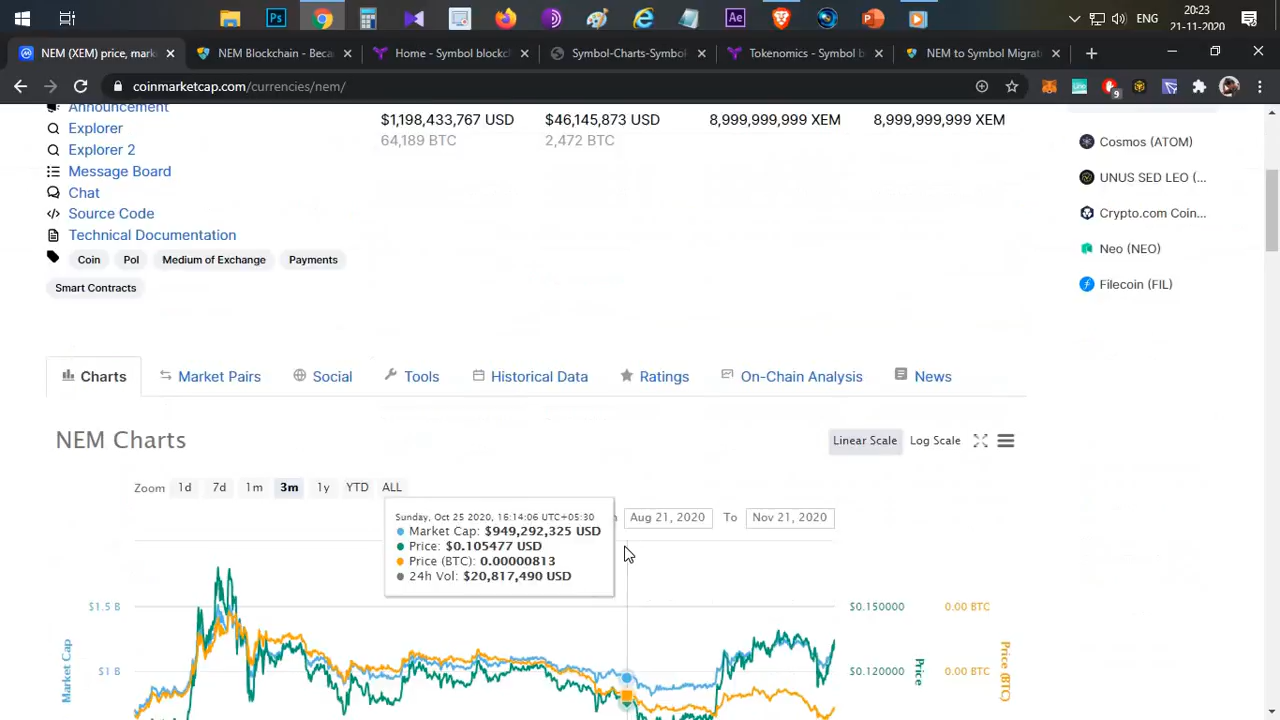 20:23
ENG
21-11-2020
NEM (XEM) price, mark
NEM Blockchain - Beca
Home - Symbol blockc
Symbol-Charts-Symbol
Tokenomics - Symbol b
NEM to Symbol Migrat
coinmarketcap.com/currencies/nem/
9
Announcement
$1,198,433,767 USD
$46,145,873 USD
8,999,999,999 XEM
8,999,999,999 XEM
Explorer
64,189 BTC
2,472 BTC
Cosmos (ATOM)
Explorer 2
Message Board
UNUS SED LEO (...
Chat
Source Code
Crypto.com Coin...
Technical Documentation
Neo (NEO)
Coin
PoI
Medium of Exchange
Payments
Filecoin (FIL)
Smart Contracts
Charts
Market Pairs
Social
Tools
Historical Data
Ratings
On-Chain Analysis
News
NEM Charts
Linear Scale
Log Scale
Zoom
1d
7d
1m
3m
1y
YTD
ALL
Aug 21, 2020
To
Nov 21, 2020
Sunday, Oct 25 2020, 16:14:06 UTC+05:30
Market Cap: $949,292,325 USD
Price: $0.105477 USD
Price (BTC): 0.00000813
24h Vol: $20,817,490 USD
$1.5 B
$0.150000
0.00 BTC
$1 B
$0.120000
0.00 BTC
Market Cap
Price
Price (BTC)